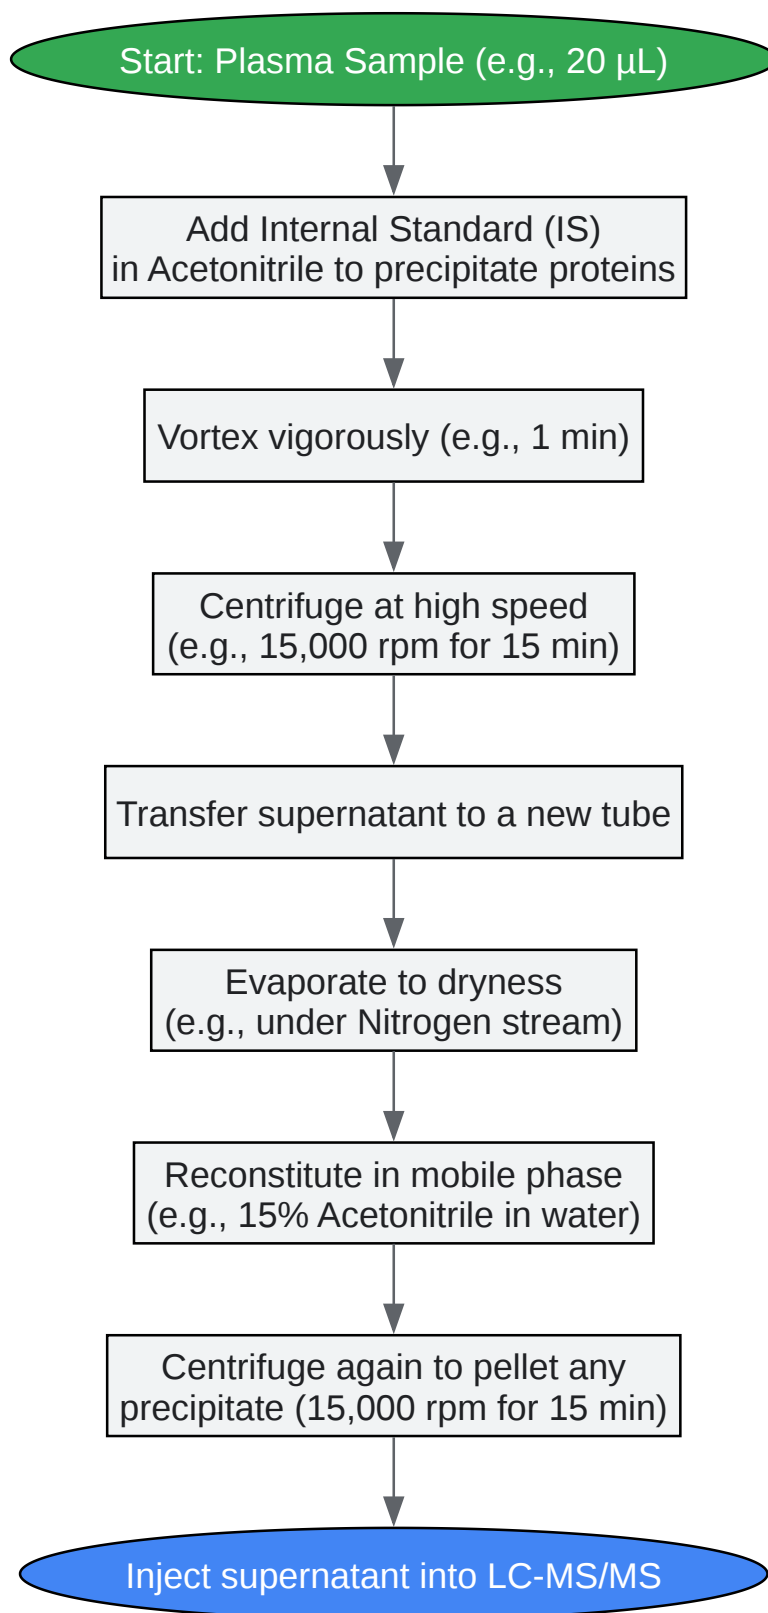 Start: Plasma Sample (e.g., 20 µL)
Add Internal Standard (IS)
in Acetonitrile to precipitate proteins
Vortex vigorously (e.g., 1 min)
Centrifuge at high speed
(e.g., 15,000 rpm for 15 min)
Transfer supernatant to a new tube
Evaporate to dryness
(e.g., under Nitrogen stream)
Reconstitute in mobile phase
(e.g., 15% Acetonitrile in water)
Centrifuge again to pellet any
precipitate (15,000 rpm for 15 min)
Inject supernatant into LC-MS/MS